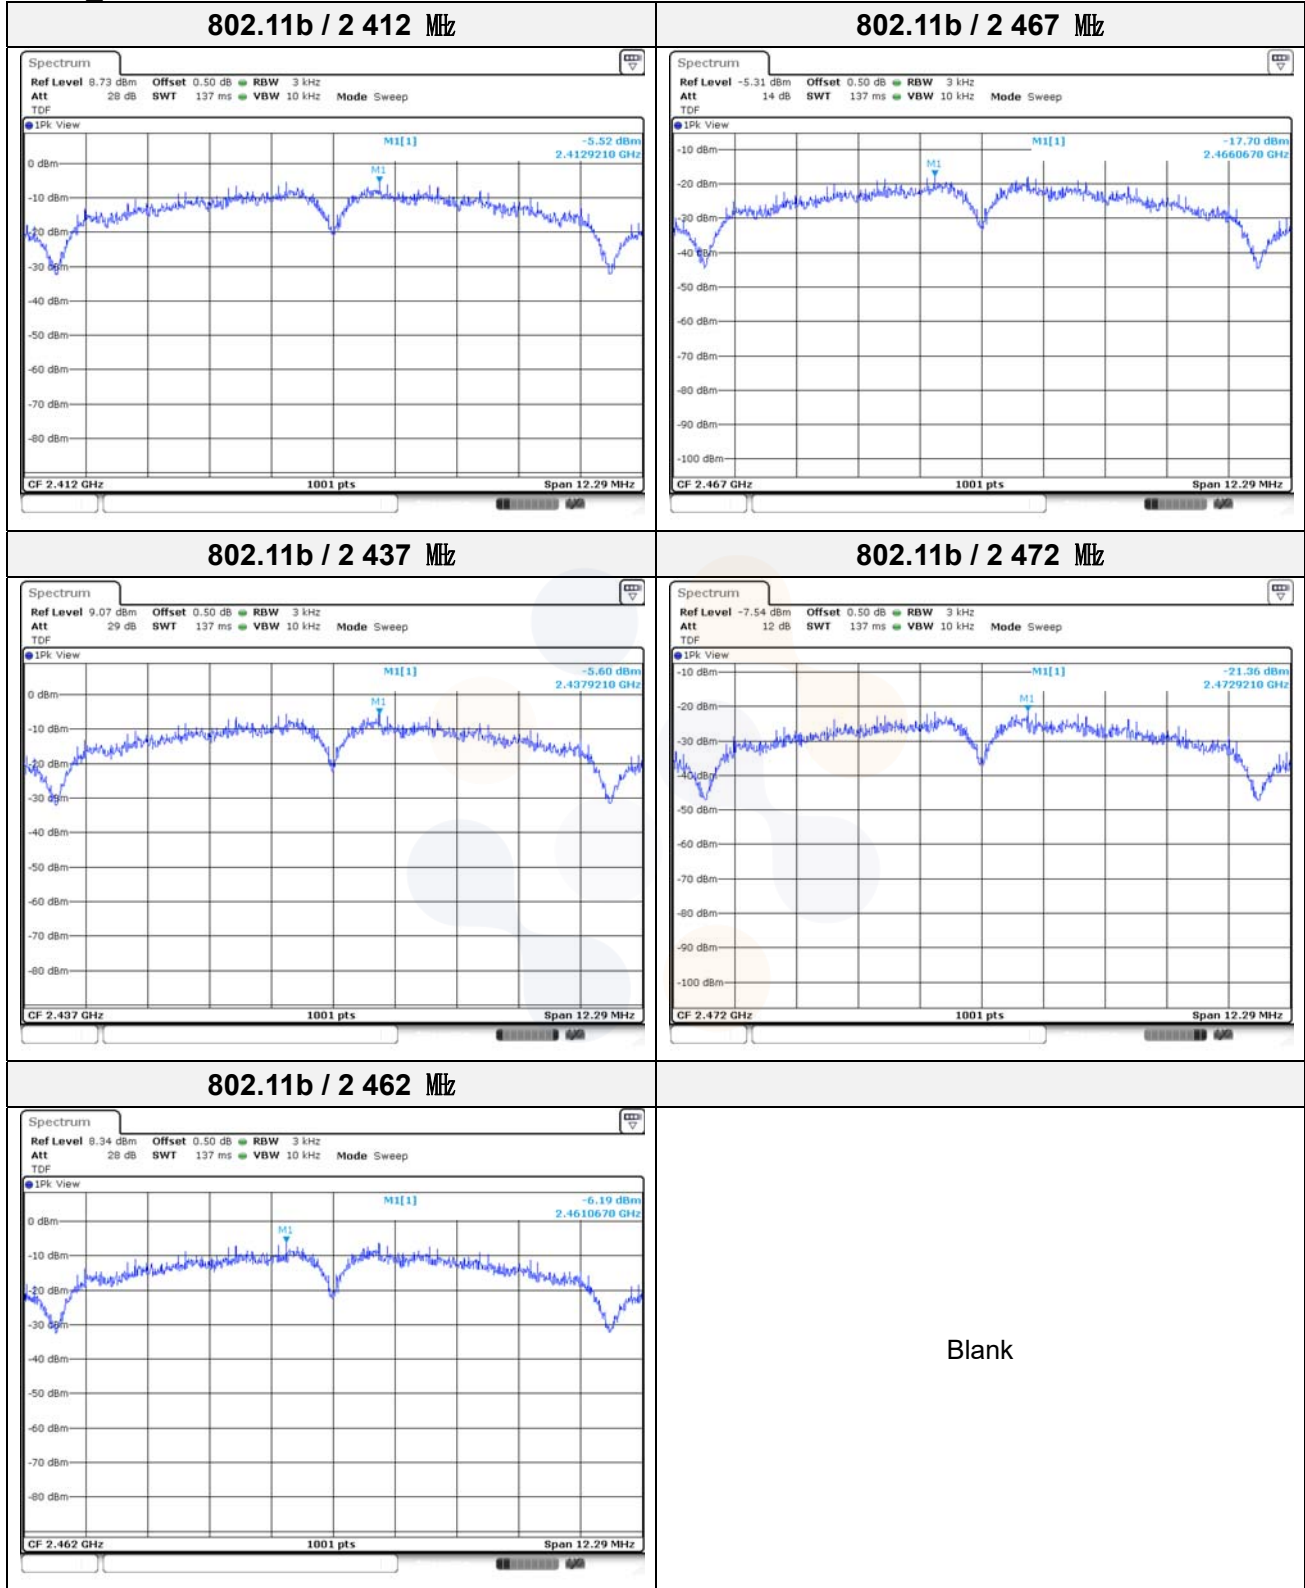 802.11b / 2 412 ㎒
802.11b / 2 467 ㎒
Spectrum
Ref Level 8.73 dBm Offset 0.50 dB RBW 3 kHz
Att 28 dB SWT 137 ms VBW 10 kHz Mode Sweep
TDF
1Pk View
M1[1] -5.52 dBm
2.4129210 GHz
M1
0 dBm
-10 dBm
-20 dBm
-30 dBm
-40 dBm
-50 dBm
-60 dBm
-70 dBm
-80 dBm
CF 2.412 GHz 1001 pts Span 12.29 MHz
Spectrum
Ref Level -5.31 dBm Offset 0.50 dB RBW 3 kHz
Att 14 dB SWT 137 ms VBW 10 kHz Mode Sweep
TDF
1Pk View
M1[1] -17.70 dBm
2.4660670 GHz
M1
-10 dBm
-20 dBm
-30 dBm
-40 dBm
-50 dBm
-60 dBm
-70 dBm
-80 dBm
-90 dBm
-100 dBm
CF 2.467 GHz 1001 pts Span 12.29 MHz
802.11b / 2 437 ㎒
802.11b / 2 472 ㎒
Spectrum
Ref Level 9.07 dBm Offset 0.50 dB RBW 3 kHz
Att 29 dB SWT 137 ms VBW 10 kHz Mode Sweep
TDF
1Pk View
M1[1] -5.60 dBm
2.4379210 GHz
M1
0 dBm
-10 dBm
-20 dBm
-30 dBm
-40 dBm
-50 dBm
-60 dBm
-70 dBm
-80 dBm
CF 2.437 GHz 1001 pts Span 12.29 MHz
Spectrum
Ref Level -7.54 dBm Offset 0.50 dB RBW 3 kHz
Att 12 dB SWT 137 ms VBW 10 kHz Mode Sweep
TDF
1Pk View
M1[1] -21.36 dBm
2.4729210 GHz
M1
-10 dBm
-20 dBm
-30 dBm
-40 dBm
-50 dBm
-60 dBm
-70 dBm
-80 dBm
-90 dBm
-100 dBm
CF 2.472 GHz 1001 pts Span 12.29 MHz
802.11b / 2 462 ㎒
Spectrum
Ref Level 8.34 dBm Offset 0.50 dB RBW 3 kHz
Att 28 dB SWT 137 ms VBW 10 kHz Mode Sweep
TDF
1Pk View
M1[1] -6.19 dBm
2.4610670 GHz
M1
0 dBm
-10 dBm
-20 dBm
-30 dBm
-40 dBm
-50 dBm
-60 dBm
-70 dBm
-80 dBm
CF 2.462 GHz 1001 pts Span 12.29 MHz
Blank